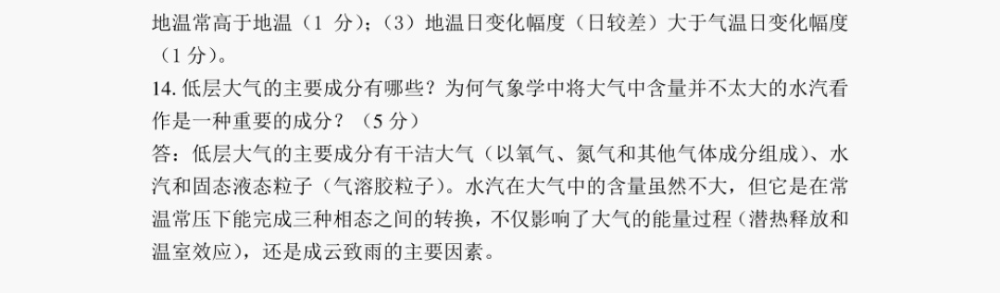 地温常高于地温（1 分）；（3）地温日变化幅度（日较差）大于气温日变化幅度
（1 分）。
14. 低层大气的主要成分有哪些？为何气象学中将大气中含量并不太大的水汽看
作是一种重要的成分？（5 分）
答：低层大气的主要成分有干洁大气（以氧气、氮气和其他气体成分组成）、水
汽和固态液态粒子（气溶胶粒子）。水汽在大气中的含量虽然不大，但它是在常
温常压下能完成三种相态之间的转换，不仅影响了大气的能量过程（潜热释放和
温室效应），还是成云致雨的主要因素。